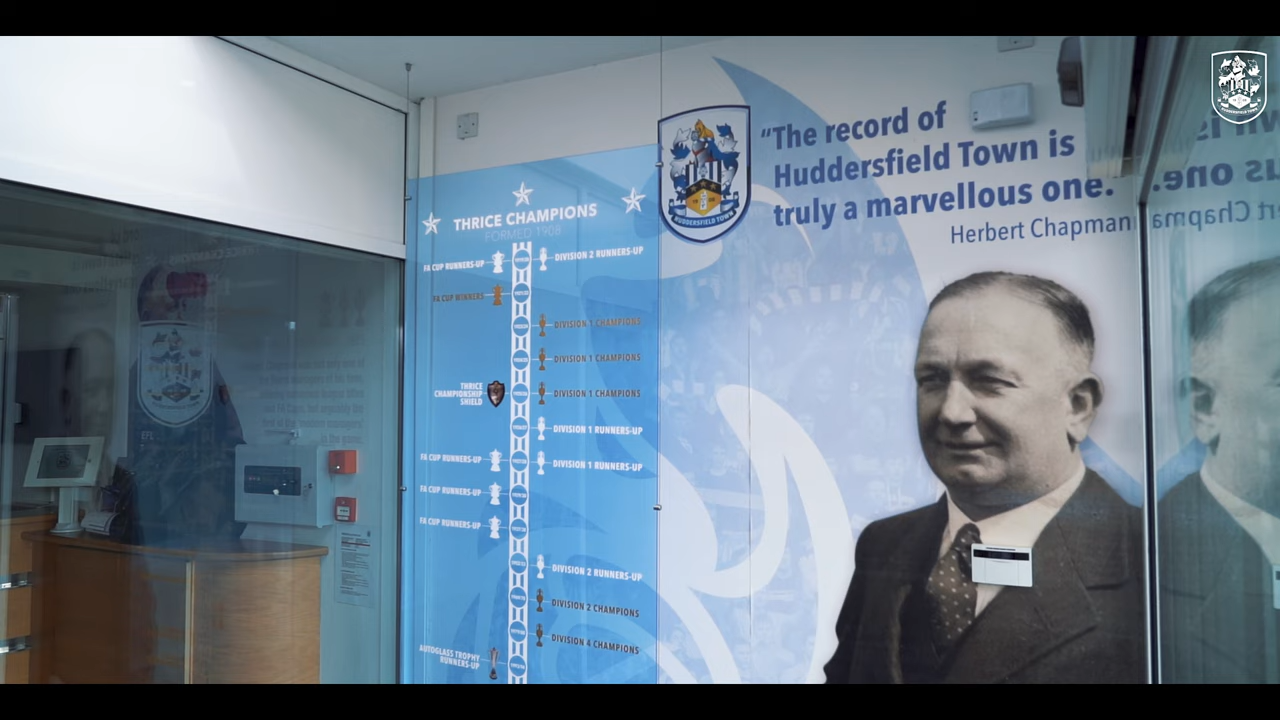 THRICE CHAMPIONS
FORMED 1908
FA CUP RUNNERS-UP
DIVISION 2 RUNNERS-UP
FA CUP WINNERS
DIVISION 1 CHAMPIONS
DIVISION 1 CHAMPIONS
THRICE
CHAMPIONSHIP
SHIELD
DIVISION 1 CHAMPIONS
DIVISION 1 RUNNERS-UP
FA CUP RUNNERS-UP
DIVISION 1 RUNNERS-UP
FA CUP RUNNERS-UP
FA CUP RUNNERS-UP
DIVISION 2 RUNNERS-UP
DIVISION 2 CHAMPIONS
DIVISION 4 CHAMPIONS
AUTOGLASS TROPHY
RUNNERS-UP
HUDDERSFIELD TOWN
“The record of
Huddersfield Town is
truly a marvellous one.”
Herbert Chapman
HUDDERSFIELD TOWN
EFL